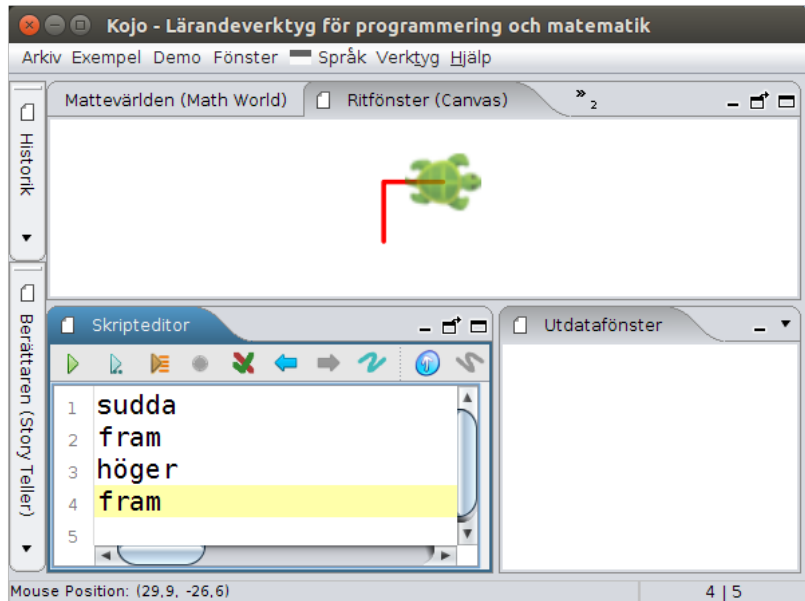 Kojo - Lärandeverktyg för programmering och matematik
Arkiv Exempel Demo Fönster Språk Verktyg Hjälp
Historik
Berättaren (Story Teller)
Mattevärlden (Math World) Ritfönster (Canvas) » 2
Skripteditor
1 sudda
2 fram
3 höger
4 fram
5
Utdatafönster
Mouse Position: (29,9, -26,6) 4 | 5